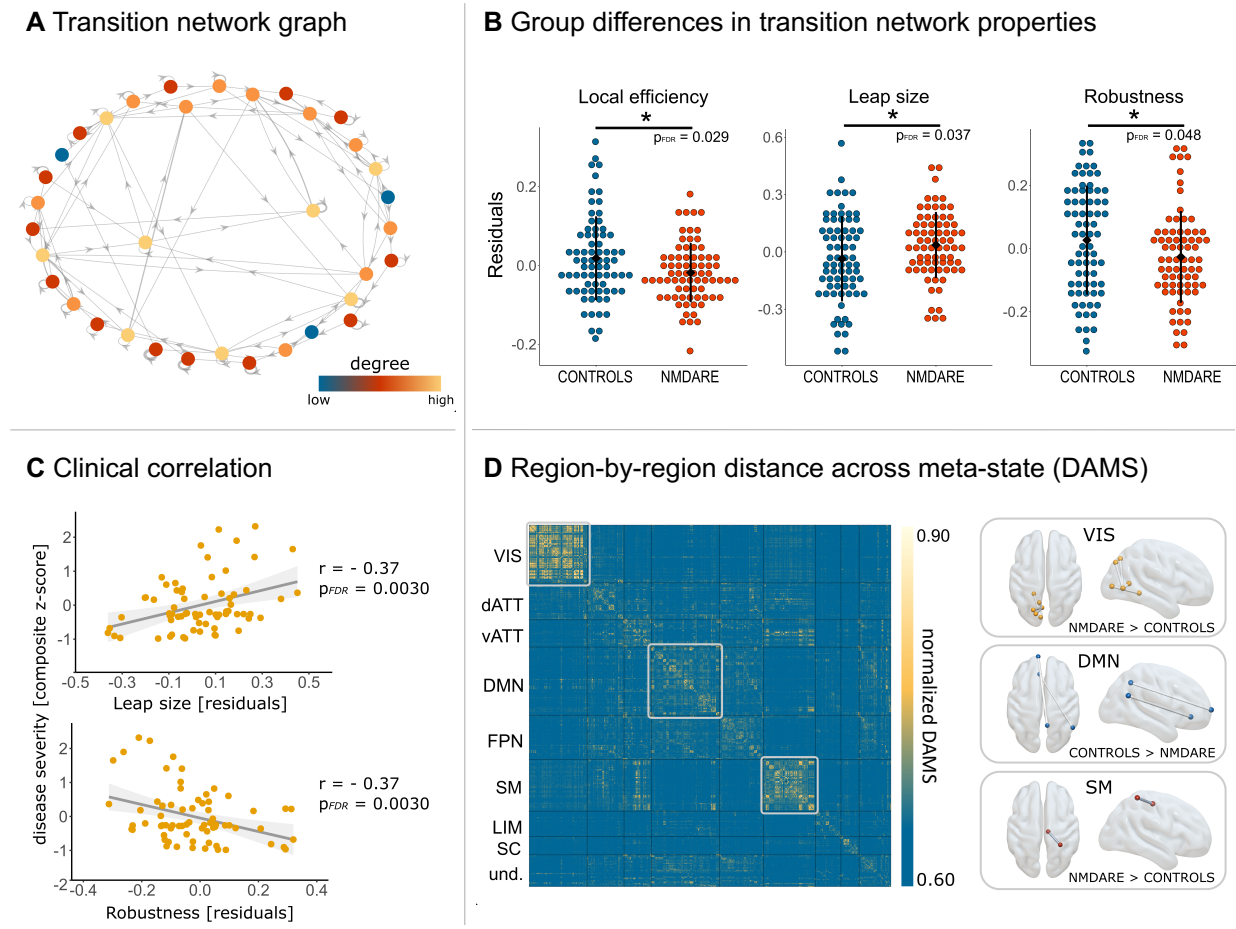 A Transition network graph
degree
low
high
B Group differences in transition network properties
Local efficiency
*
pFDR = 0.029
Leap size
*
pFDR = 0.037
Robustness
*
pFDR = 0.048
Residuals
0.2
0.0
-0.2
CONTROLS
NMDARE
0.6
0.3
0.0
-0.3
CONTROLS
NMDARE
0.2
0.0
-0.2
CONTROLS
NMDARE
C Clinical correlation
disease severity [composite z-score]
2
1
0
-1
-0.5
-0.3
-0.1
0.1
0.3
0.5
Leap size [residuals]
r = - 0.37
pFDR = 0.0030
2
1
0
-1
-2
-0.4
-0.2
0.0
0.2
0.4
Robustness [residuals]
r = - 0.37
pFDR = 0.0030
D Region-by-region distance across meta-state (DAMS)
VIS
dATT
vATT
DMN
FPN
SM
LIM
SC
und.
0.90
normalized DAMS
0.60
VIS
NMDARE > CONTROLS
DMN
CONTROLS > NMDARE
SM
NMDARE > CONTROLS